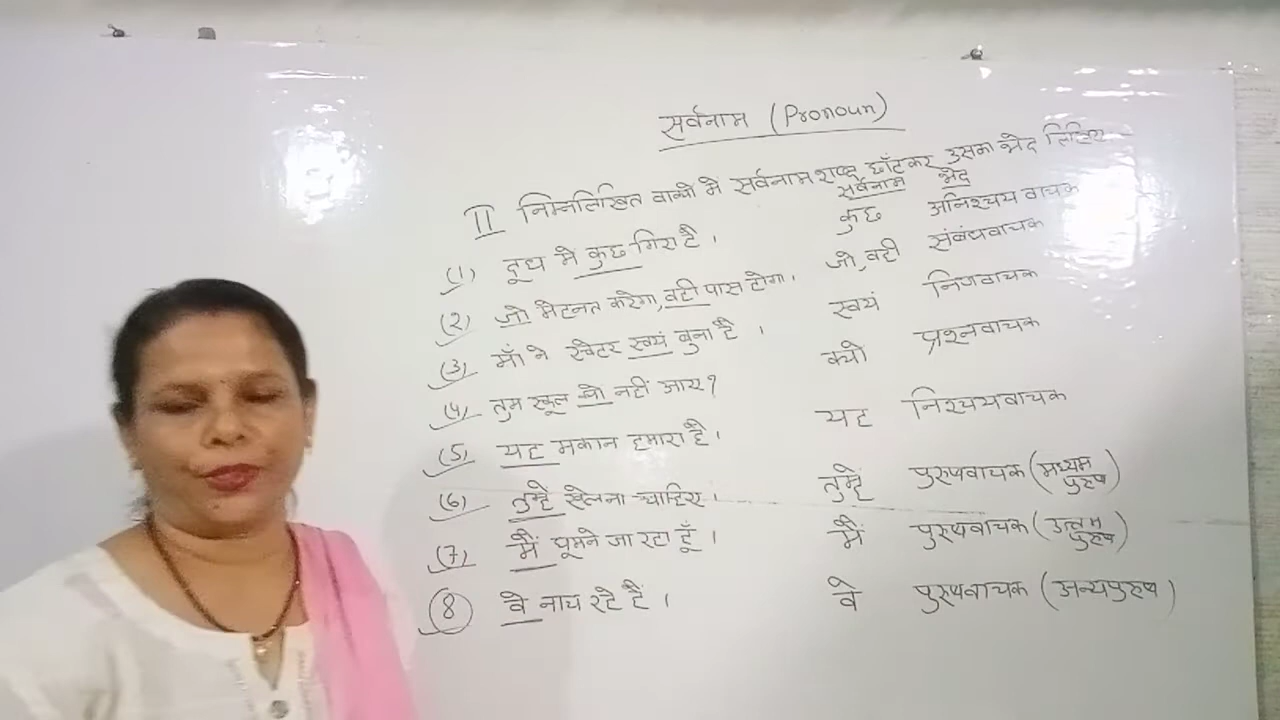 सर्वनाम (Pronoun)
II निम्नलिखित वाक्यो मे सर्वनाम शब्द छाँटकर उसका भेद लिखिए
सर्वनाम भेद
(1) दूध मे कुछ गिरा है । कुछ अनिश्चय वाचक
(2) जो मेहनत करेगा, वही पास होगा । जो, वही संबंधवाचक
(3) माँ ने स्वेटर स्वयं बुना है । स्वयं निजवाचक
(4) तुम स्कूल क्यो नहीं जाए ? क्यो प्रश्नवाचक
(5) यह मकान हमारा है । यह निश्चयवाचक
(6) तुम्हे खेलना चाहिए । तुम्हे पुरुषवाचक (मध्यम पुरुष)
(7) मैं घूमने जा रहा हूँ । मैं पुरुषवाचक (उत्तम पुरुष)
8 वे नाच रहे हैं । वे पुरुषवाचक (अन्यपुरुष)